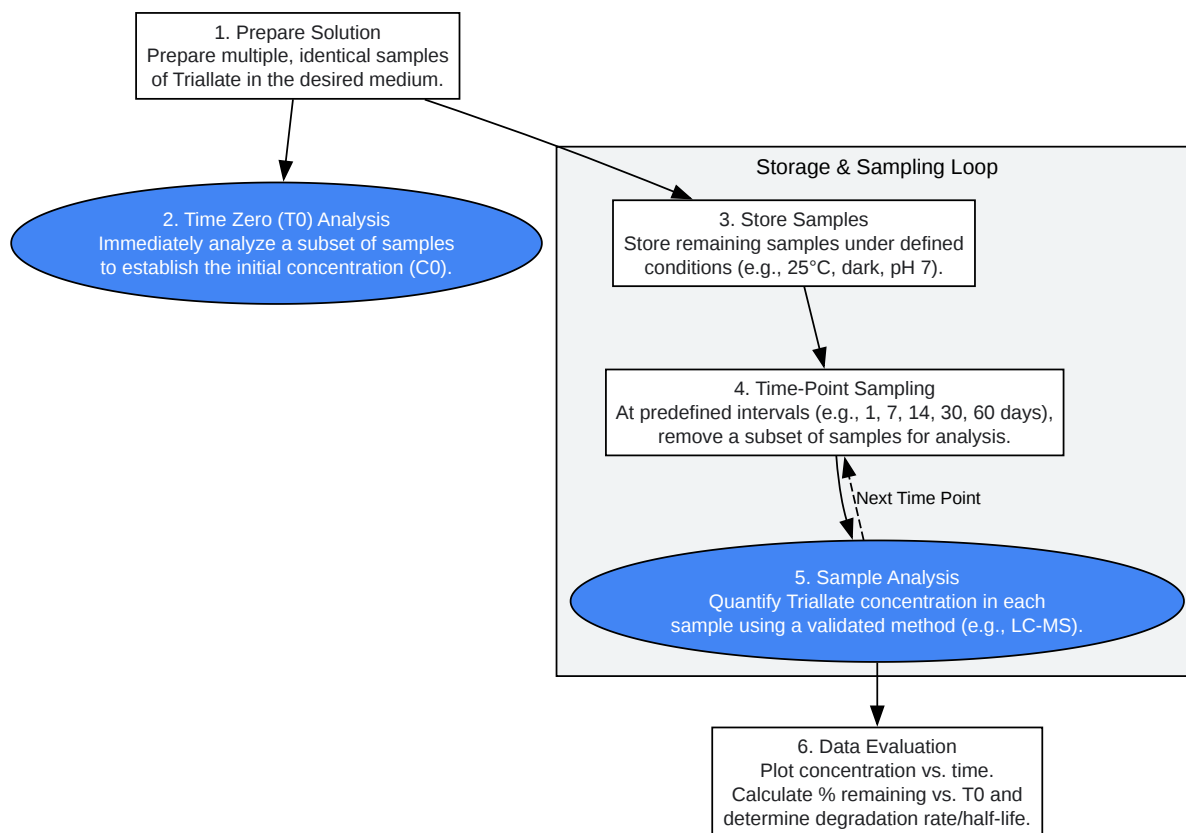 1. Prepare Solution
Prepare multiple, identical samples
of Triallate in the desired medium.
2. Time Zero (T0) Analysis
Immediately analyze a subset of samples
to establish the initial concentration (C0).
Storage & Sampling Loop
3. Store Samples
Store remaining samples under defined
conditions (e.g., 25°C, dark, pH 7).
4. Time-Point Sampling
At predefined intervals (e.g., 1, 7, 14, 30, 60 days),
remove a subset of samples for analysis.
Next Time Point
5. Sample Analysis
Quantify Triallate concentration in each
sample using a validated method (e.g., LC-MS).
6. Data Evaluation
Plot concentration vs. time.
Calculate % remaining vs. T0 and
determine degradation rate/half-life.